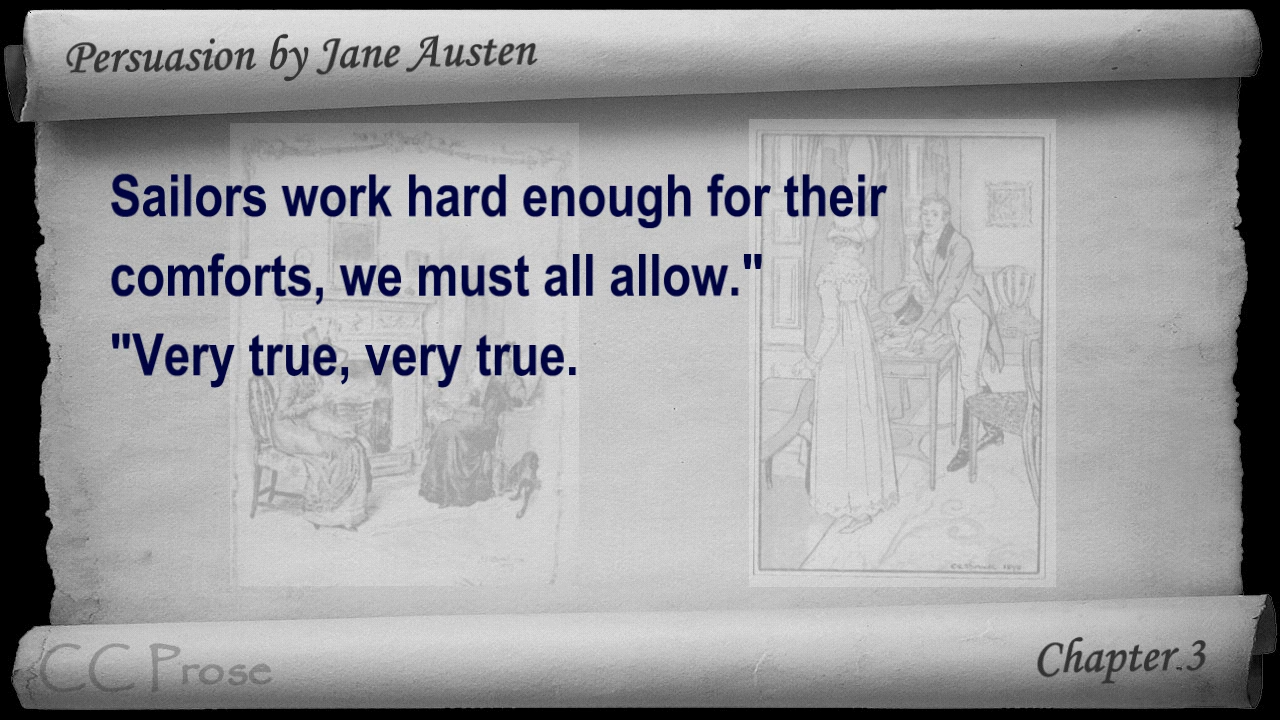 Persuasion by Jane Austen
Sailors work hard enough for their
comforts, we must all allow."
"Very true, very true.
CC Prose
Chapter 3